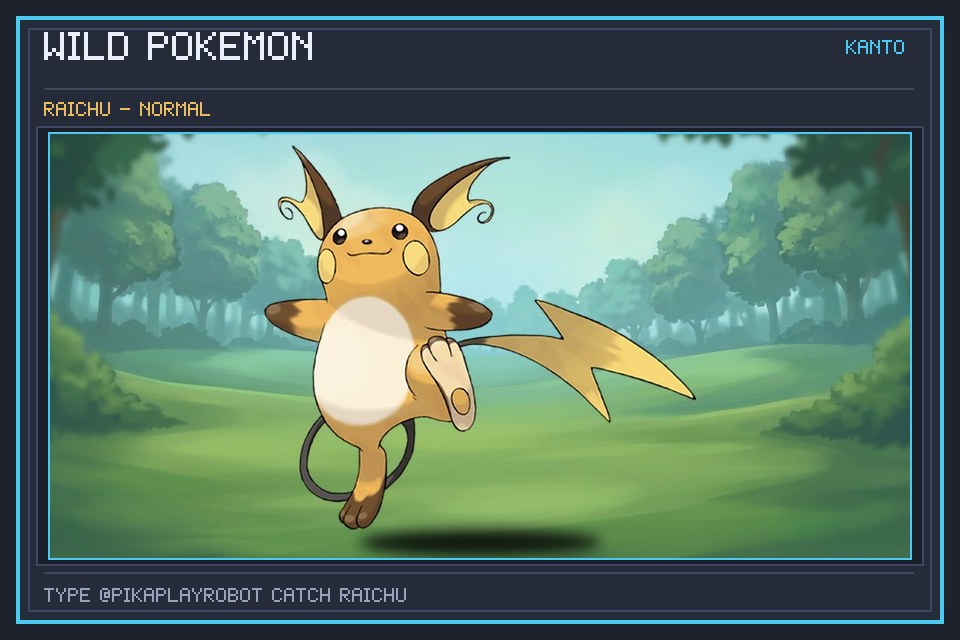 WILD POKEMON
KANTO
RAICHU - NORMAL
TYPE @PIKAPLAYROBOT CATCH RAICHU